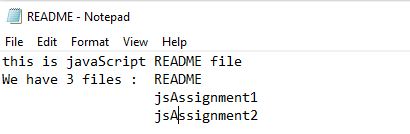 README - Notepad
File Edit Format View Help
this is javaScript README file
We have 3 files : README
jsAssignment1
jsAssignment2